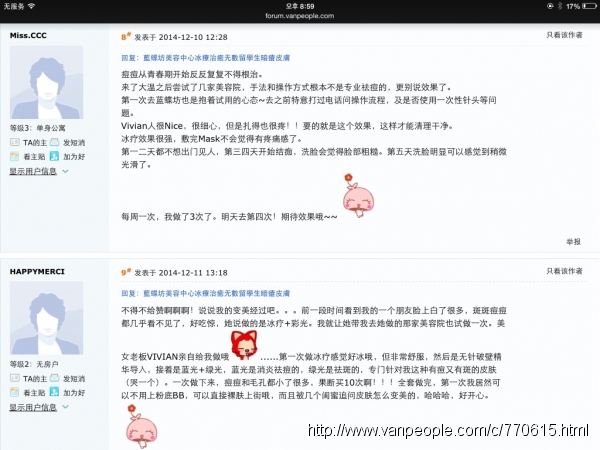 无服务
오후 8:59
17%
forum.vanpeople.com
Miss.CCC
8# 发表于 2014-12-10 12:28
只看该作者
回复：藍蝶坊美容中心冰療治癒无數留學生暗瘡皮膚
痘痘从青春期开始反反复复不得根治。
来了大温之后尝试了几家美容院，手法和操作方式根本不是专业祛痘的，更别说效果了。
第一次去蓝蝶坊也是抱着试用的心态~去之前特意打过电话问操作流程，及是否使用一次性针头等问
题。
Vivian人很Nice，很细心，但是扎得也很疼！！要的就是这个效果，这样才能清理干净。
冰疗效果很强，敷完Mask不会觉得有疼痛感了。
第一二天都不想出门见人，第三四天开始结痂，洗脸会觉得脸部粗糙。第五天洗脸明显可以感觉到稍微
光滑了。
每周一次，我做了3次了。明天去第四次！期待效果哦~~
等级3：单身公寓
TA的主 发短消
看主贴 加为好
显示用户信息
举报
HAPPYMERCI
9# 发表于 2014-12-11 13:18
只看该作者
回复：藍蝶坊美容中心冰療治癒无數留學生暗瘡皮膚
不得不给赞啊啊啊！说说我的变美经过吧。。。前一段时间看到我的一个朋友脸上白了很多，斑斑痘痘
都几乎看不见了，好吃惊，她说做的是冰疗+彩光。我就让她带我去她做的那家美容院也试做一次。美
女老板VIVIAN亲自给我做哦 ......第一次做冰疗感觉好冰哦，但非常舒服，然后是无针破壁精
华导入，接着是蓝光+绿光，蓝光是消炎祛痘的，绿光是祛斑的，专门针对我这种有痘又有斑的皮肤
（哭一个）。一次做下来，痘痘和毛孔都小了很多，果断买10次啊！！！全套做完，第一次我居然可
以不用上粉底BB，可以直接裸肤上街哦，而且被几个闺蜜追问皮肤怎么变美的，哈哈哈，好开心。
等级2：无房户
TA的主 发短消
看主贴 加为好
显示用户信息
http://www.vanpeople.com/c/770615.html